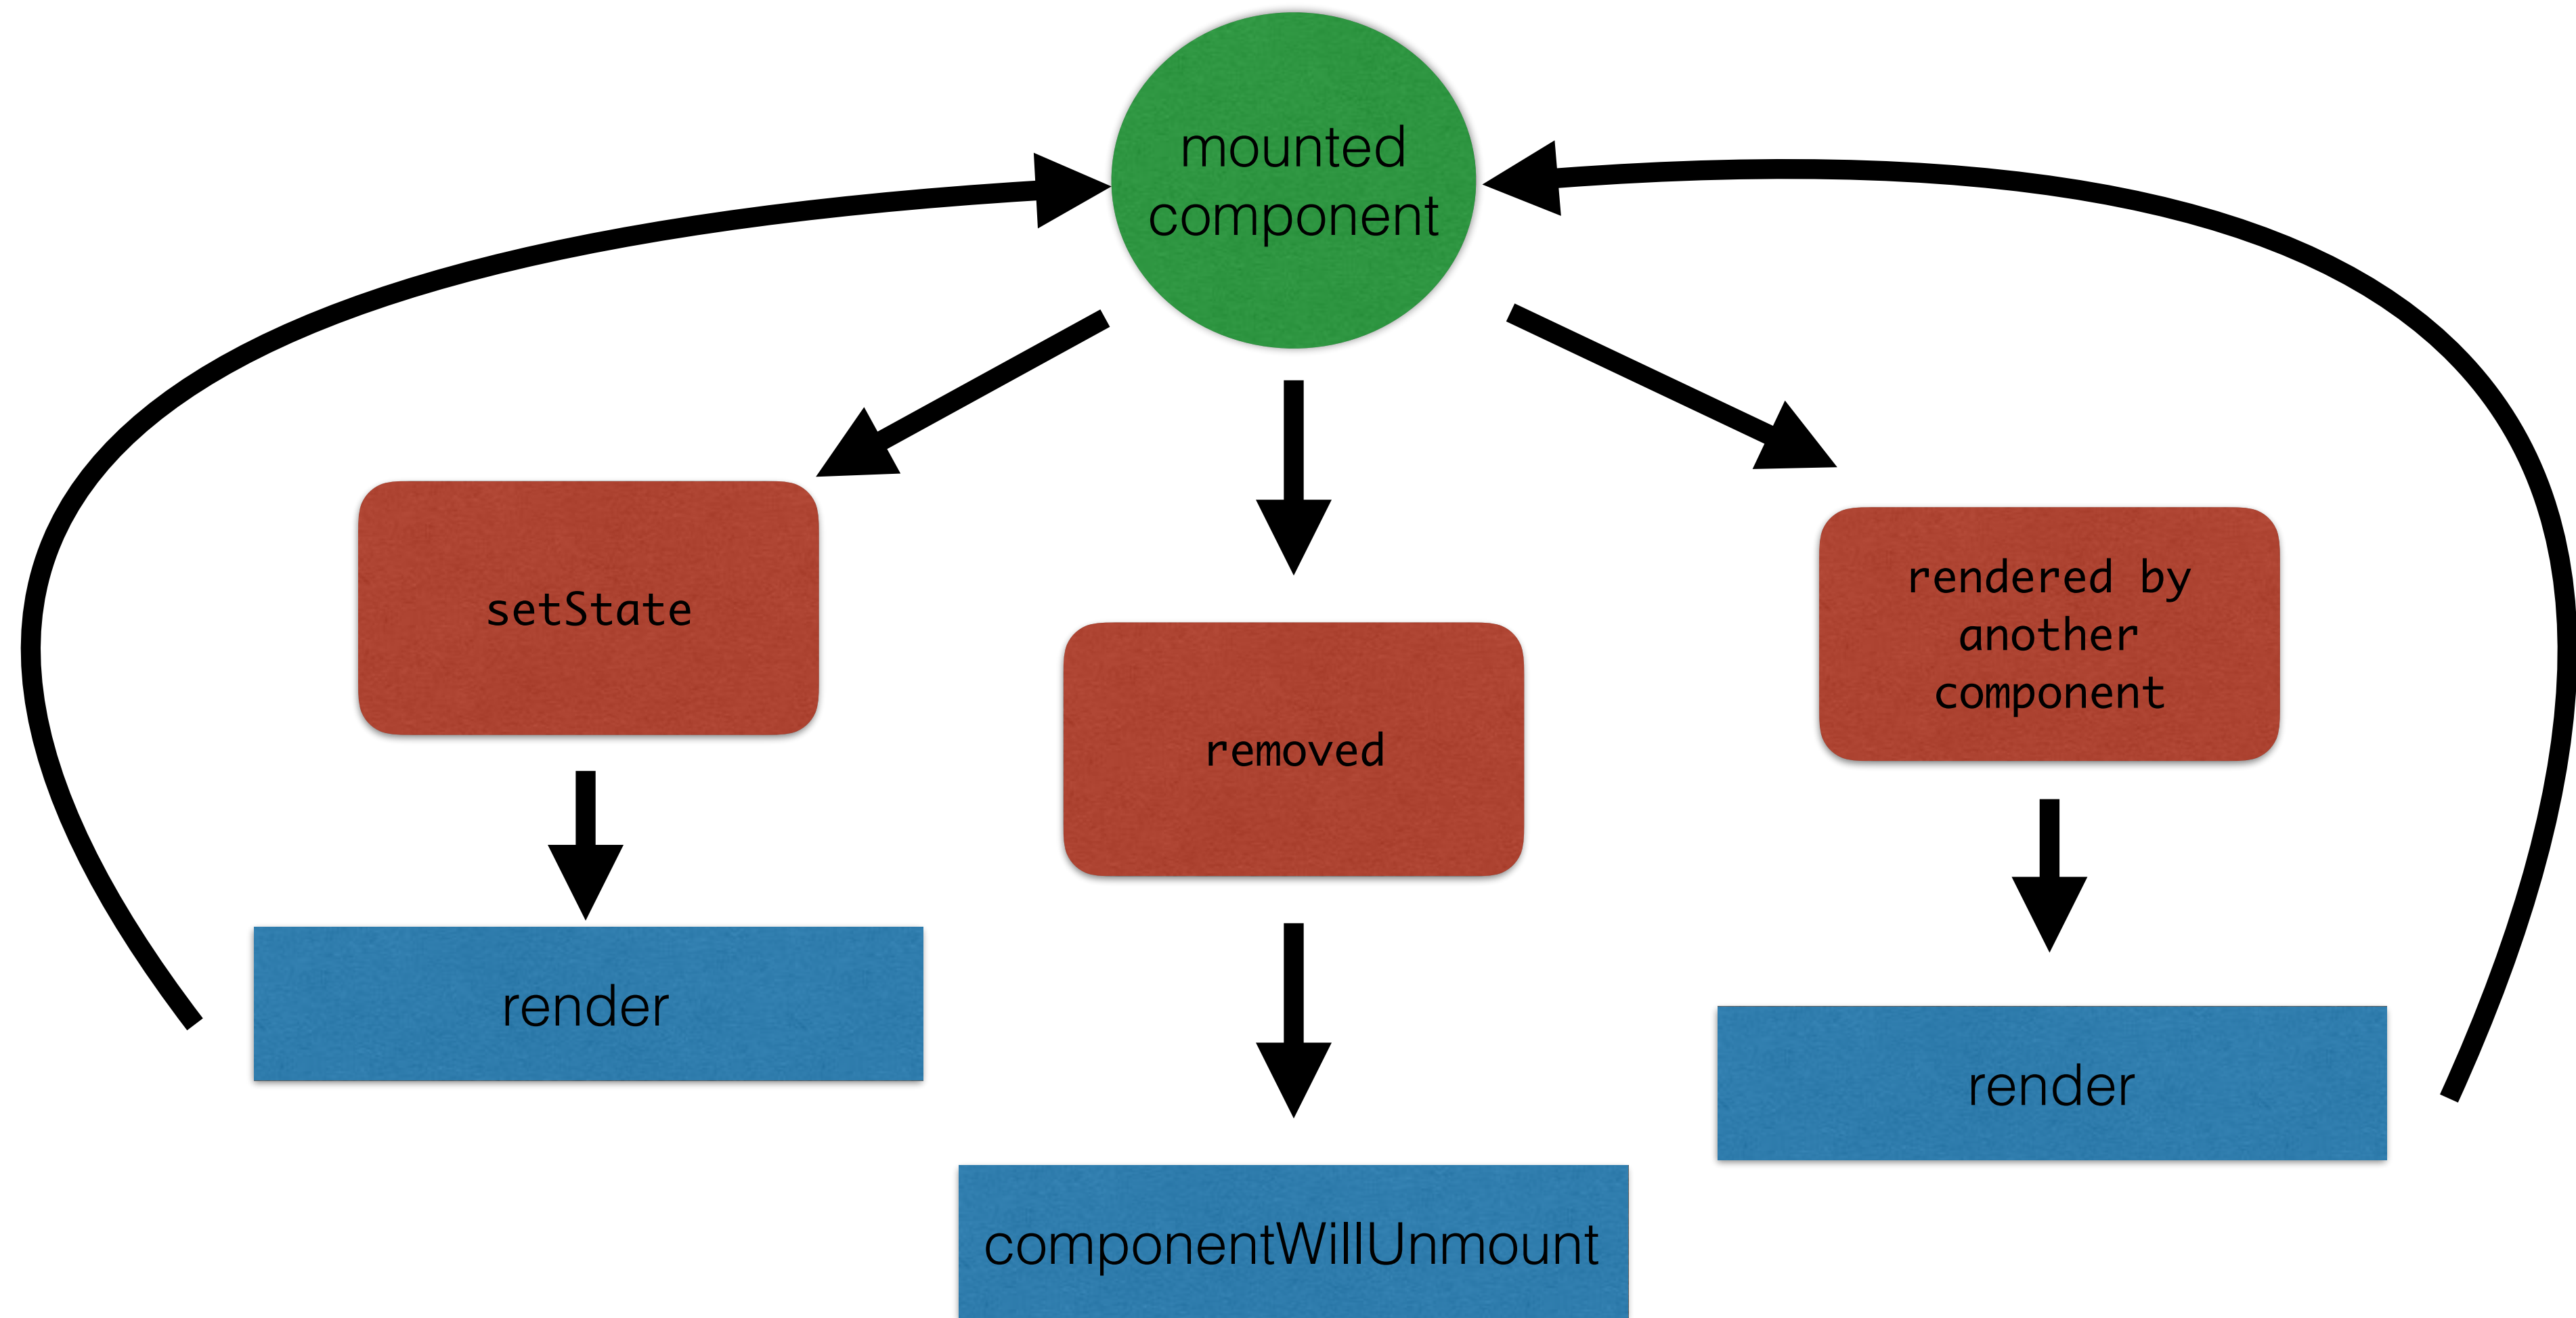 mounted
component
setState
removed
rendered by
another
component
render
render
componentWillUnmount